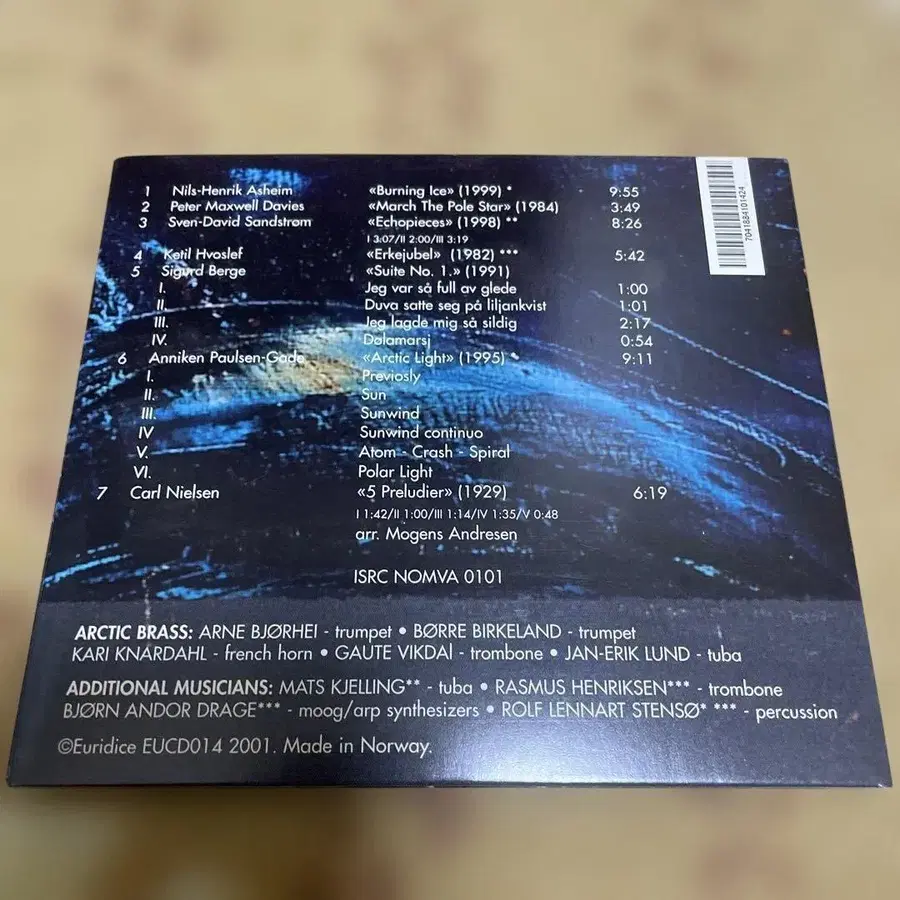 1 Nils-Henrik Asheim «Burning Ice» (1999) * 9:55
2 Peter Maxwell Davies «March The Pole Star» (1984) 3:49
3 Sven-David Sandstrøm «Echopieces» (1998) ** 8:26
I 3:07/II 2:00/III 3:19
4 Ketil Hvoslef «Erkejubel» (1982) *** 5:42
5 Sigurd Berge «Suite No. 1.» (1991)
I. Jeg var så full av glede 1:00
II. Duva satte seg på liljankvist 1:01
III. Jeg lagde mig så sildig 2:17
IV. Dølamarsj 0:54
6 Anniken Paulsen-Gade «Arctic Light» (1995) * 9:11
I. Previosly
II. Sun
III. Sunwind
IV Sunwind continuo
V. Atom - Crash - Spiral
VI. Polar Light
7 Carl Nielsen «5 Preludier» (1929) 6:19
I 1:42/II 1:00/III 1:14/IV 1:35/V 0:48
arr. Mogens Andresen
ISRC NOMVA 0101
ARCTIC BRASS: ARNE BJØRHEI - trumpet • BØRRE BIRKELAND - trumpet
KARI KNARDAHL - french horn • GAUTE VIKDAl - trombone • JAN-ERIK LUND - tuba
ADDITIONAL MUSICIANS: MATS KJELLING** - tuba • RASMUS HENRIKSEN*** - trombone
BJØRN ANDOR DRAGE*** - moog/arp synthesizers • ROLF LENNART STENSØ* *** - percussion
©Euridice EUCD014 2001. Made in Norway.
7041884101424